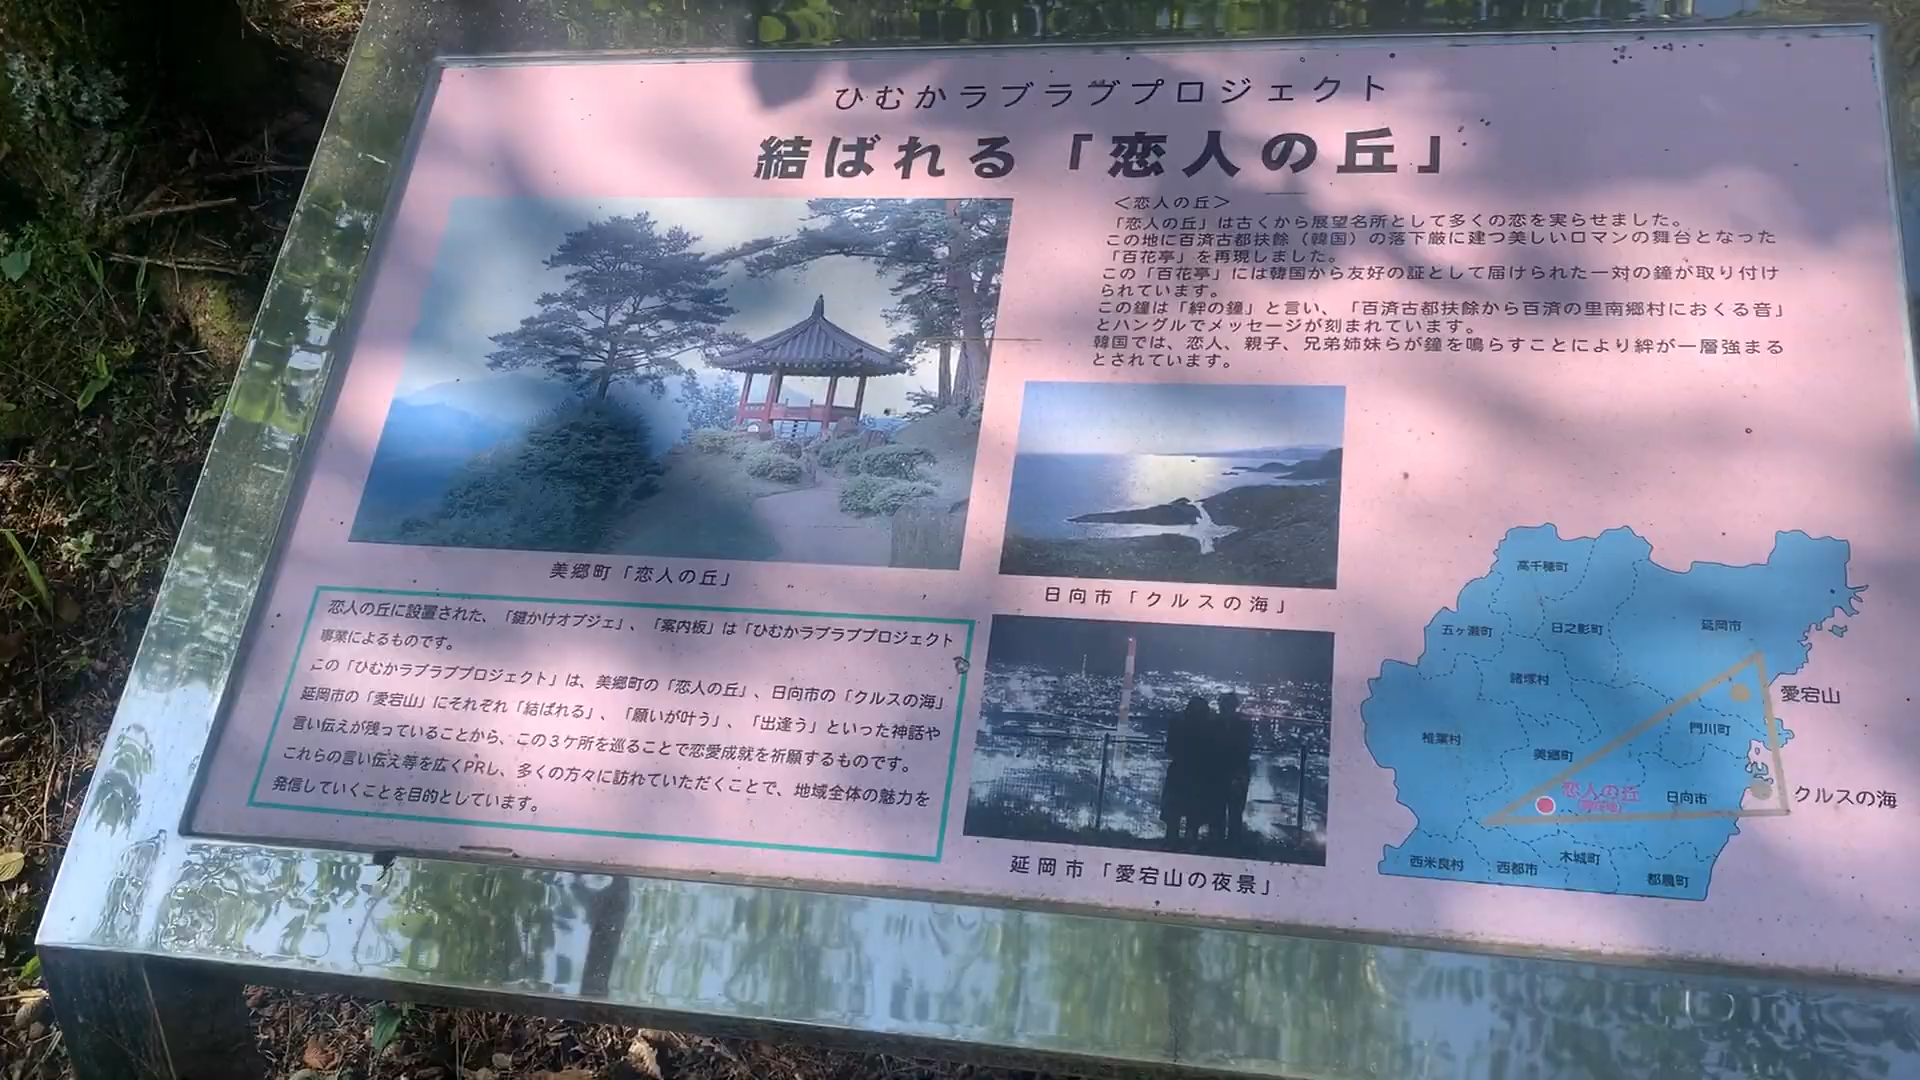 ひむかラブラブプロジェクト
結ばれる「恋人の丘」
＜恋人の丘＞
「恋人の丘」は古くから展望名所として多くの恋を実らせました。
この地に百済古都扶餘（韓国）の落下厳に建つ美しいロマンの舞台となった
「百花亭」を再現しました。
この「百花亭」には韓国から友好の証として届けられた一対の鐘が取り付け
られています。
この鐘は「絆の鐘」と言い、「百済古都扶餘から百済の里南郷村におくる音」
とハングルでメッセージが刻まれています。
韓国では、恋人、親子、兄弟姉妹らが鐘を鳴らすことにより絆が一層強まる
とされています。
美郷町「恋人の丘」
恋人の丘に設置された、「鍵かけオブジェ」、「案内板」は「ひむかラブラブプロジェクト
事業によるものです。
この「ひむかラブラブプロジェクト」は、美郷町の「恋人の丘」、日向市の「クルスの海」
延岡市の「愛宕山」にそれぞれ「結ばれる」、「願いが叶う」、「出逢う」といった神話や
言い伝えが残っていることから、この３ケ所を巡ることで恋愛成就を祈願するものです。
これらの言い伝え等を広くPRし、多くの方々に訪れていただくことで、地域全体の魅力を
発信していくことを目的としています。
日向市「クルスの海」
延岡市「愛宕山の夜景」
高千穂町
五ヶ瀬町
日之影町
延岡市
諸塚村
愛宕山
椎葉村
美郷町
門川町
恋人の丘
日向市
クルスの海
西米良村
西都市
木城町
都農町